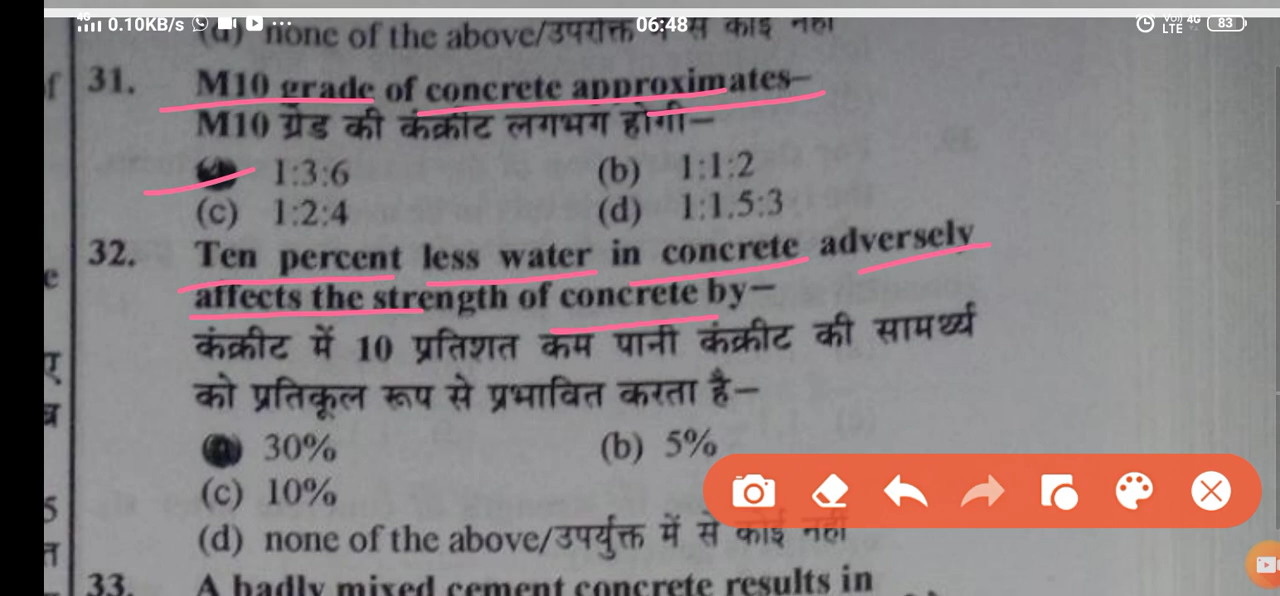 0.10KB/s 06:48 4G 83
(d) none of the above/उपरोक्त में से कोई नहीं
31. M10 grade of concrete approximates–
M10 ग्रेड की कंक्रीट लगभग होगी–
1:3:6 (b) 1:1:2
(c) 1:2:4 (d) 1:1.5:3
32. Ten percent less water in concrete adversely
affects the strength of concrete by–
कंक्रीट में 10 प्रतिशत कम पानी कंक्रीट की सामर्थ्य
को प्रतिकूल रूप से प्रभावित करता है–
(a) 30% (b) 5%
(c) 10%
(d) none of the above/उपर्युक्त में से कोई नहीं
33. A badly mixed cement concrete results in